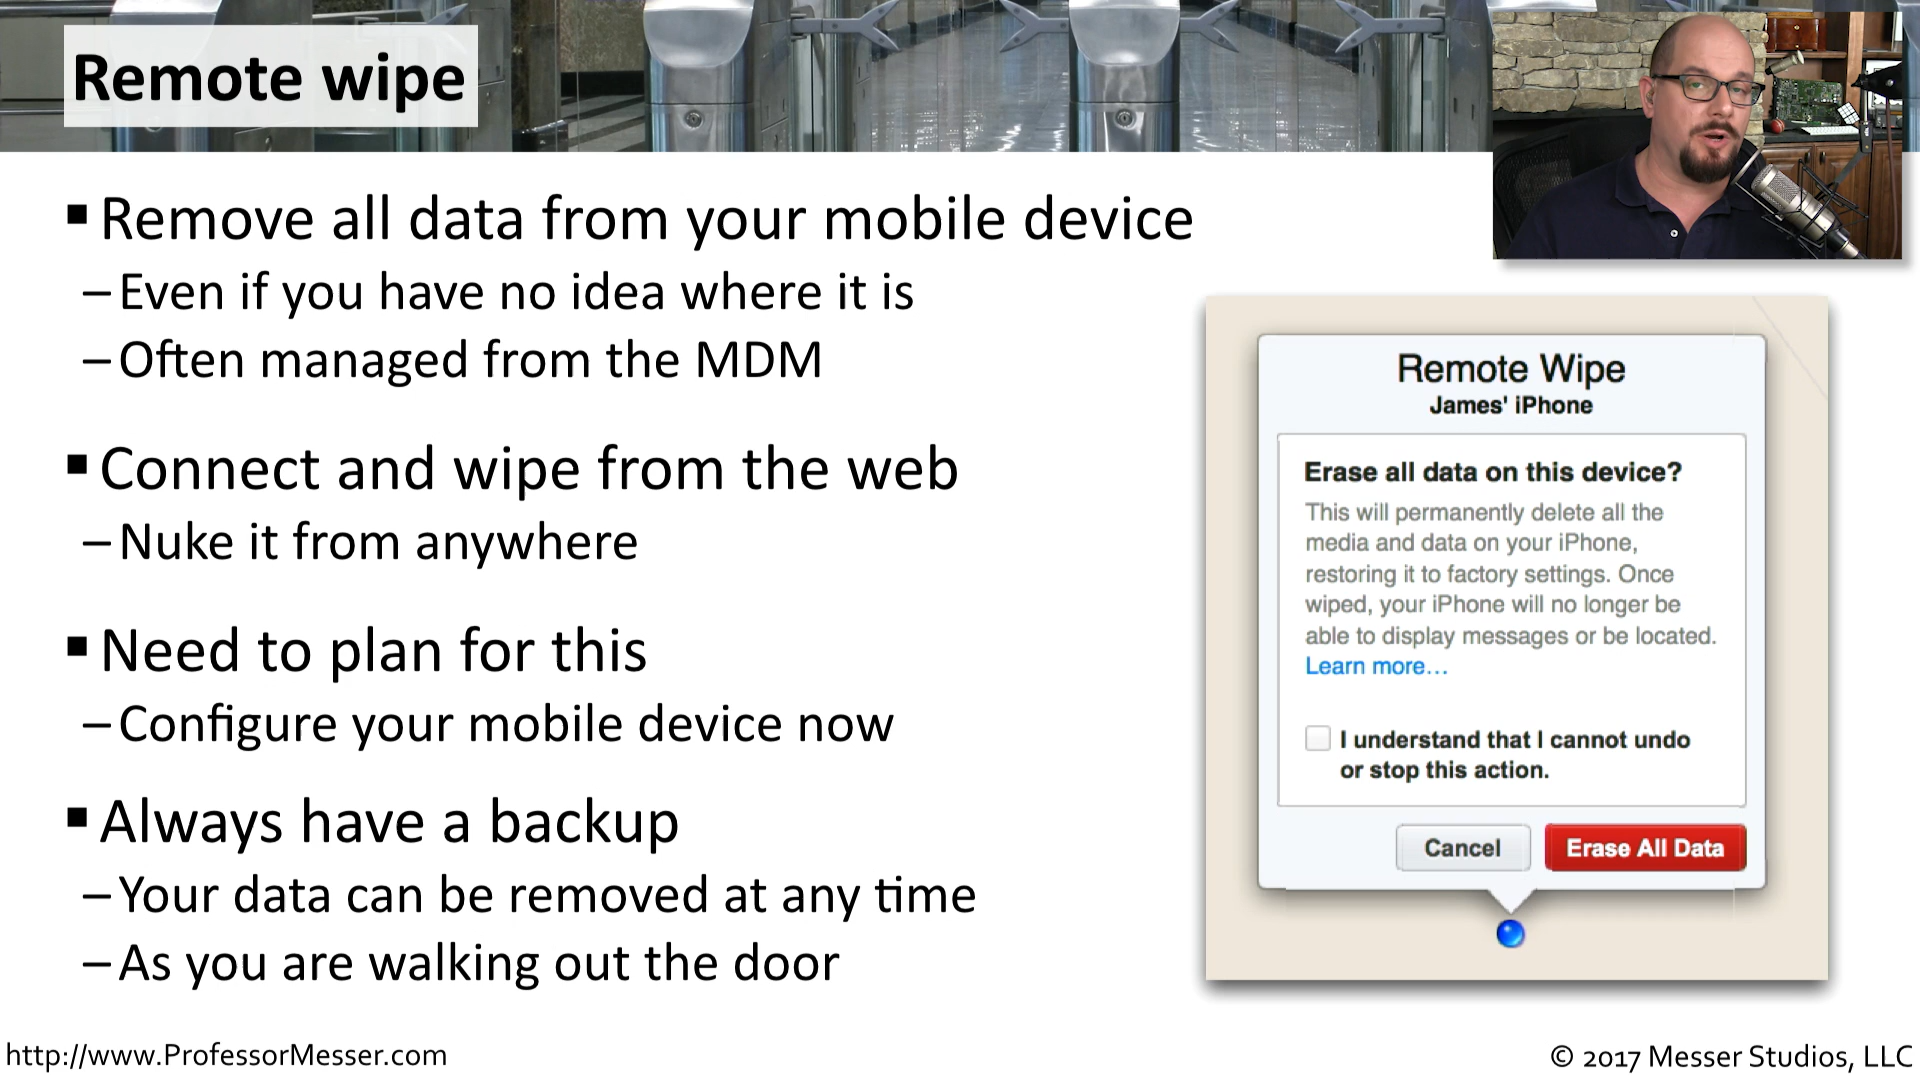 Remote wipe
▪ Remove all data from your mobile device
– Even if you have no idea where it is
– Often managed from the MDM
▪ Connect and wipe from the web
– Nuke it from anywhere
▪ Need to plan for this
– Configure your mobile device now
▪ Always have a backup
– Your data can be removed at any time
– As you are walking out the door
Remote Wipe
James' iPhone
Erase all data on this device?
This will permanently delete all the
media and data on your iPhone,
restoring it to factory settings. Once
wiped, your iPhone will no longer be
able to display messages or be located.
Learn more...
I understand that I cannot undo
or stop this action.
Cancel
Erase All Data
http://www.ProfessorMesser.com
© 2017 Messer Studios, LLC